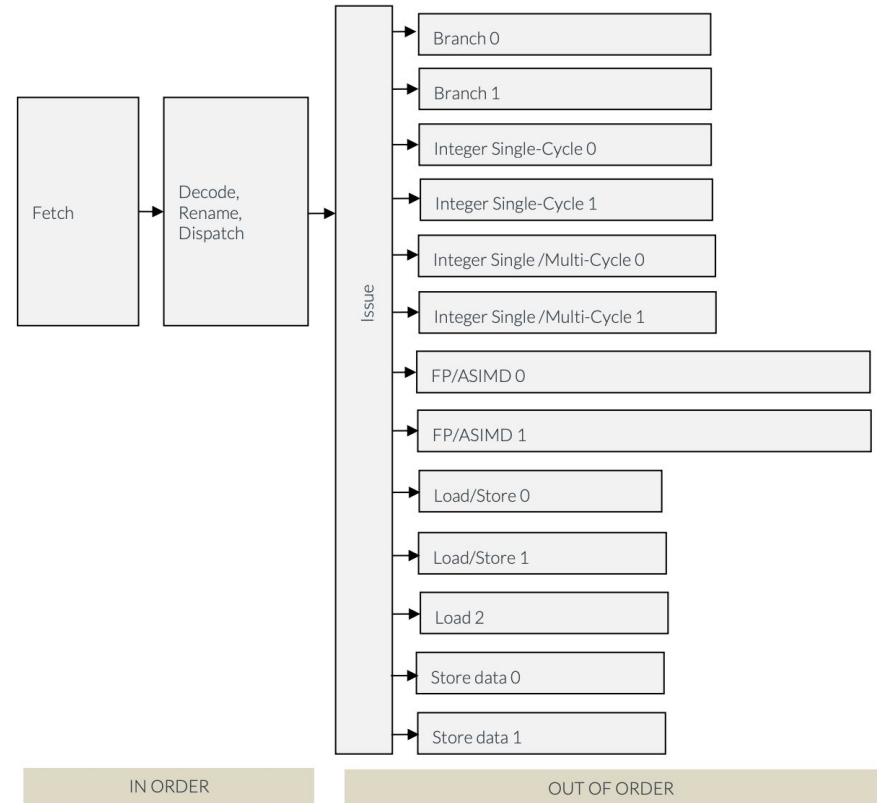 Fetch
Decode,
Rename,
Dispatch
Issue
Branch 0
Branch 1
Integer Single-Cycle 0
Integer Single-Cycle 1
Integer Single /Multi-Cycle 0
Integer Single /Multi-Cycle 1
FP/ASIMD 0
FP/ASIMD 1
Load/Store 0
Load/Store 1
Load 2
Store data 0
Store data 1
IN ORDER
OUT OF ORDER